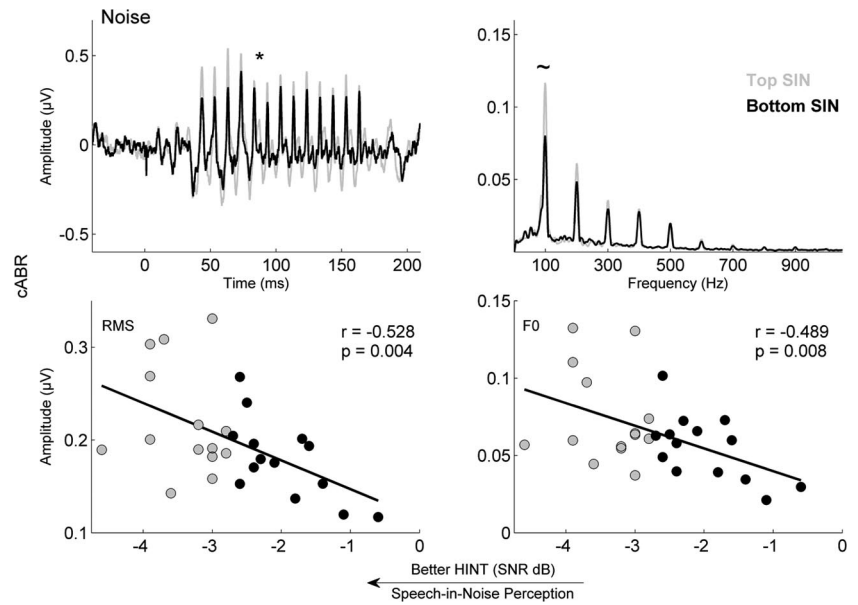 Noise
0.5
0
-0.5
Amplitude (µV)
*
0 50 100 150 200
Time (ms)
0.15
0.1
0.05
~
Top SIN
Bottom SIN
100 300 500 700 900
Frequency (Hz)
cABR
RMS
0.3
0.2
0.1
Amplitude (µV)
r = -0.528
p = 0.004
-4 -3 -2 -1 0
F0
0.15
0.1
0.05
0
r = -0.489
p = 0.008
-4 -3 -2 -1 0
Better HINT (SNR dB)
Speech-in-Noise Perception